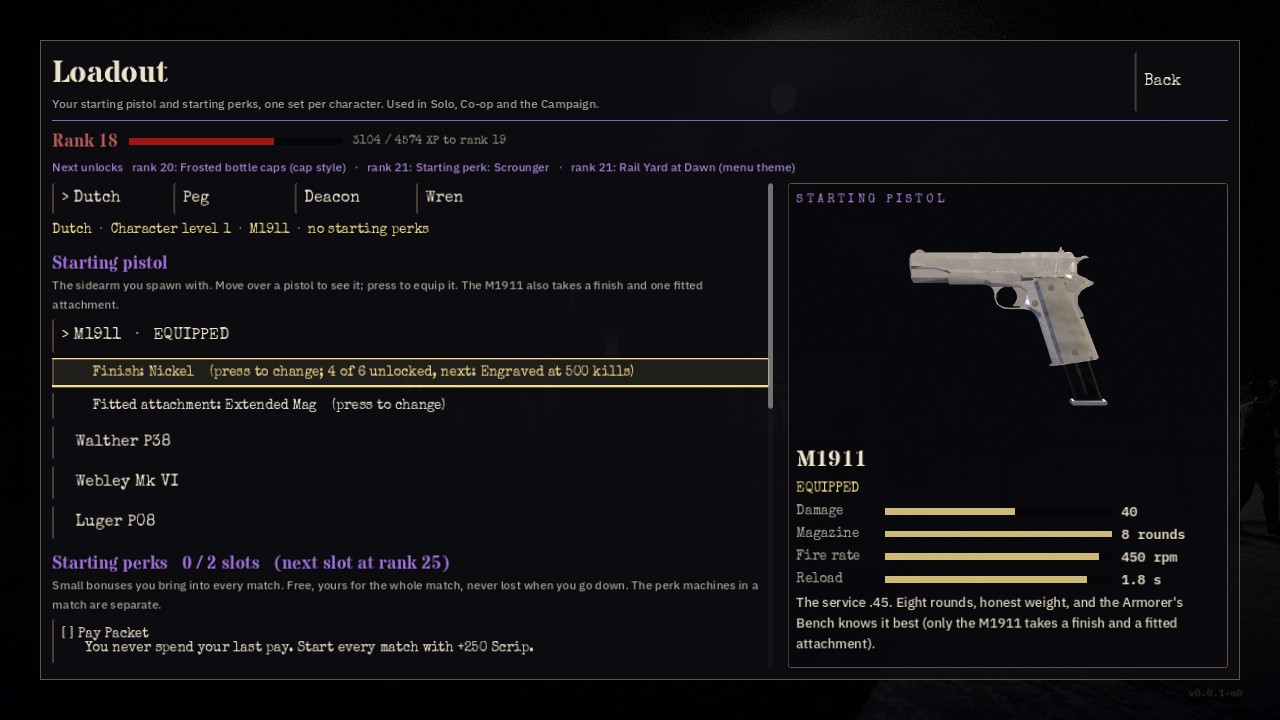 Loadout
Your starting pistol and starting perks, one set per character. Used in Solo, Co-op and the Campaign.
Back
Rank 18
3104 / 4574 XP to rank 19
Next unlocks rank 20: Frosted bottle caps (cap style) · rank 21: Starting perk: Scrounger · rank 21: Rail Yard at Dawn (menu theme)
> Dutch
Peg
Deacon
Wren
Dutch · Character level 1 · M1911 · no starting perks
Starting pistol
The sidearm you spawn with. Move over a pistol to see it; press to equip it. The M1911 also takes a finish and one fitted
attachment.
> M1911 · EQUIPPED
Finish: Nickel (press to change; 4 of 6 unlocked, next: Engraved at 500 kills)
Fitted attachment: Extended Mag (press to change)
Walther P38
Webley Mk VI
Luger P08
Starting perks 0 / 2 slots (next slot at rank 25)
Small bonuses you bring into every match. Free, yours for the whole match, never lost when you go down. The perk machines in a
match are separate.
[ ] Pay Packet
You never spend your last pay. Start every match with +250 Scrip.
STARTING PISTOL
M1911
EQUIPPED
Damage 40
Magazine 8 rounds
Fire rate 450 rpm
Reload 1.8 s
The service .45. Eight rounds, honest weight, and the Armorer's
Bench knows it best (only the M1911 takes a finish and a fitted
attachment).
v0.0.1-m0